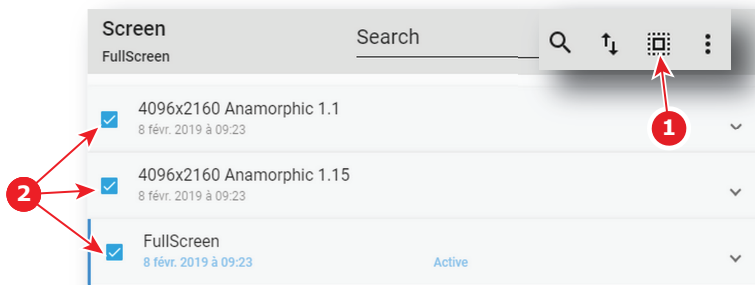 Screen
FullScreen
Search
1
4096x2160 Anamorphic 1.1
8 févr. 2019 à 09:23
2
4096x2160 Anamorphic 1.15
8 févr. 2019 à 09:23
FullScreen
8 févr. 2019 à 09:23 Active